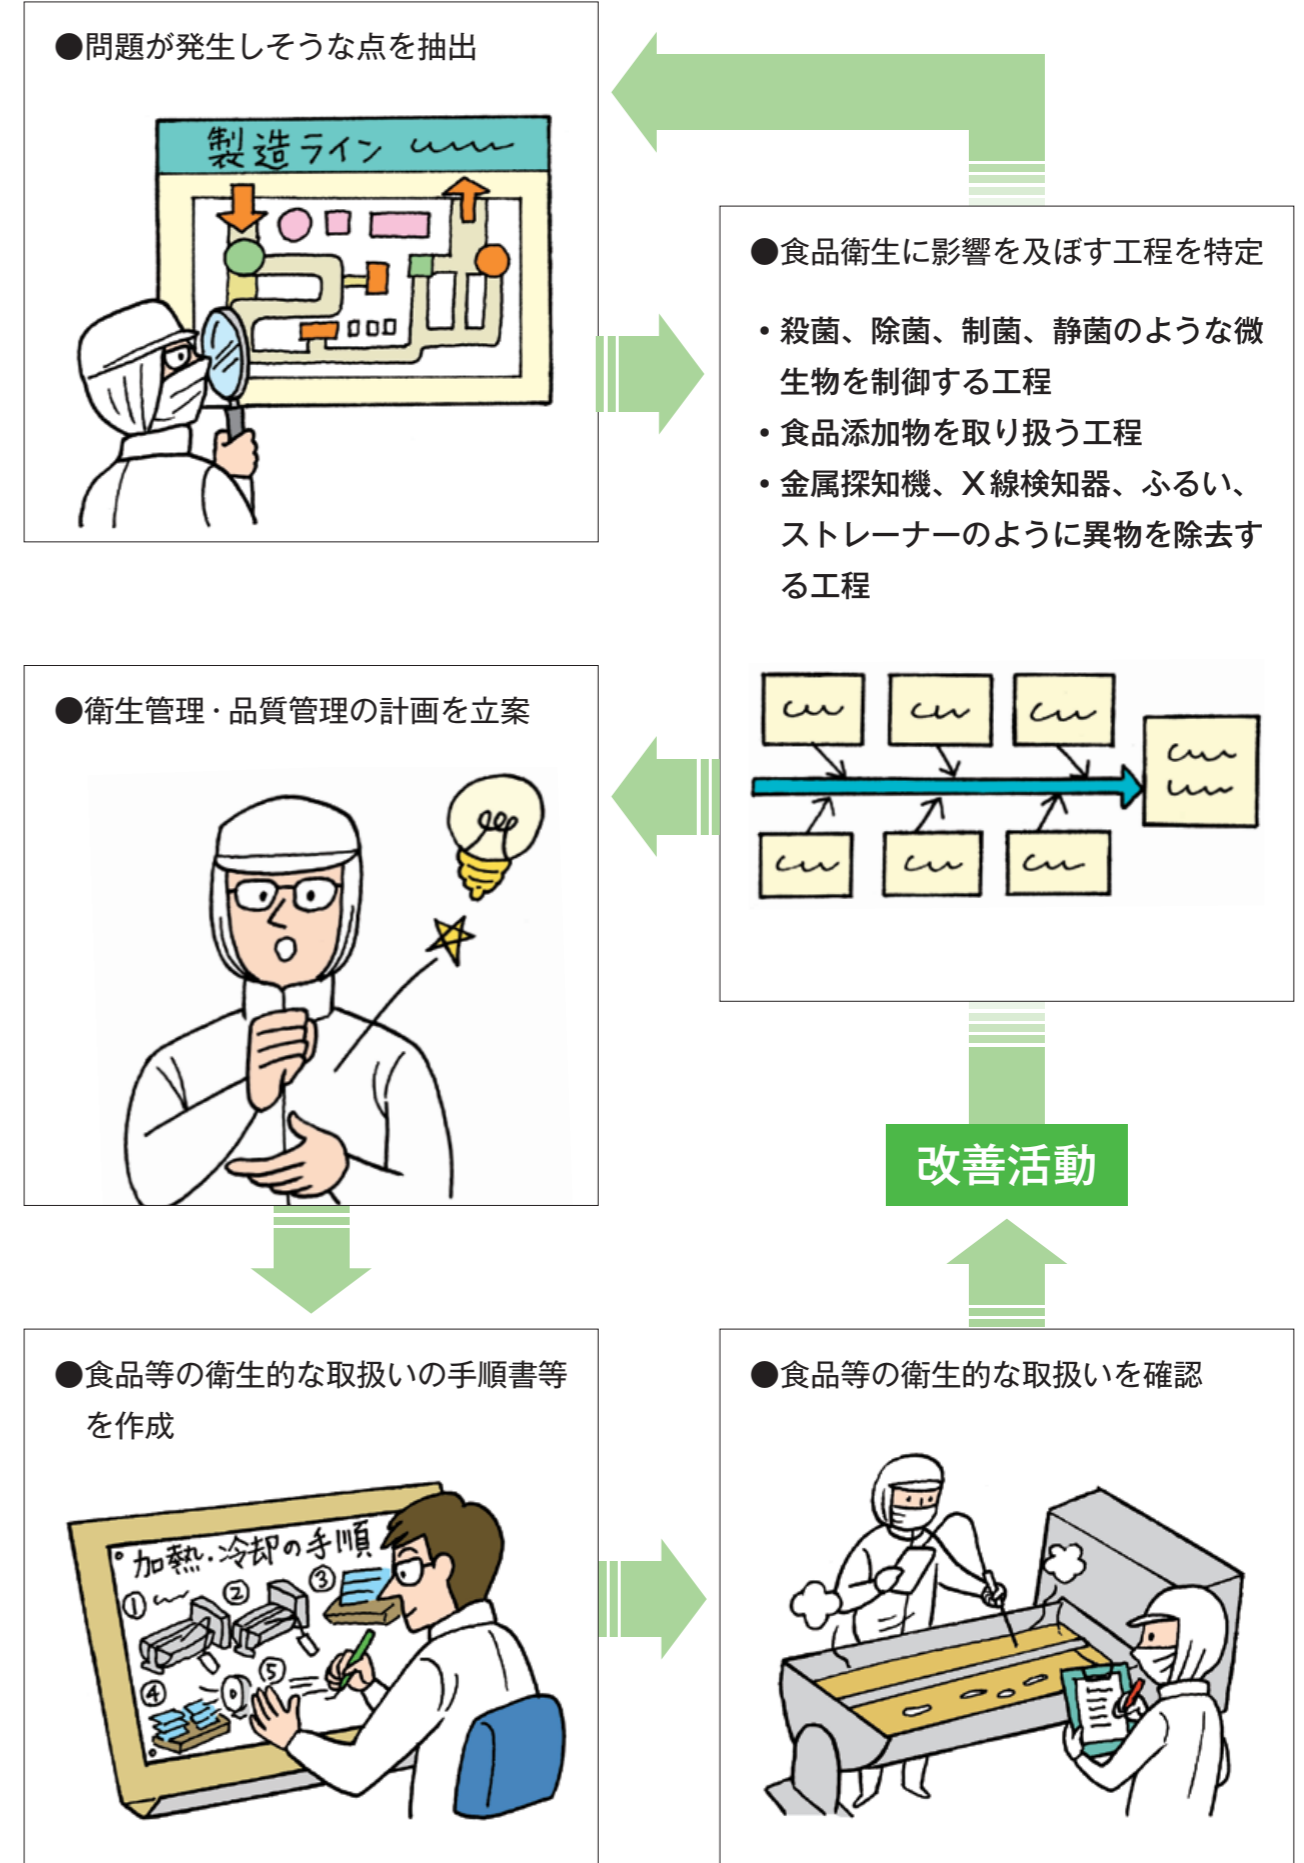 ●問題が発生しそうな点を抽出
製造ライン
●食品衛生に影響を及ぼす工程を特定
・殺菌、除菌、制菌、静菌のような微
生物を制御する工程
・食品添加物を取り扱う工程
・金属探知機、X線検知器、ふるい、
ストレーナーのように異物を除去す
る工程
●衛生管理・品質管理の計画を立案
改善活動
●食品等の衛生的な取扱いの手順書等
を作成
加熱・冷却の手順
① ② ③
④ ⑤
●食品等の衛生的な取扱いを確認